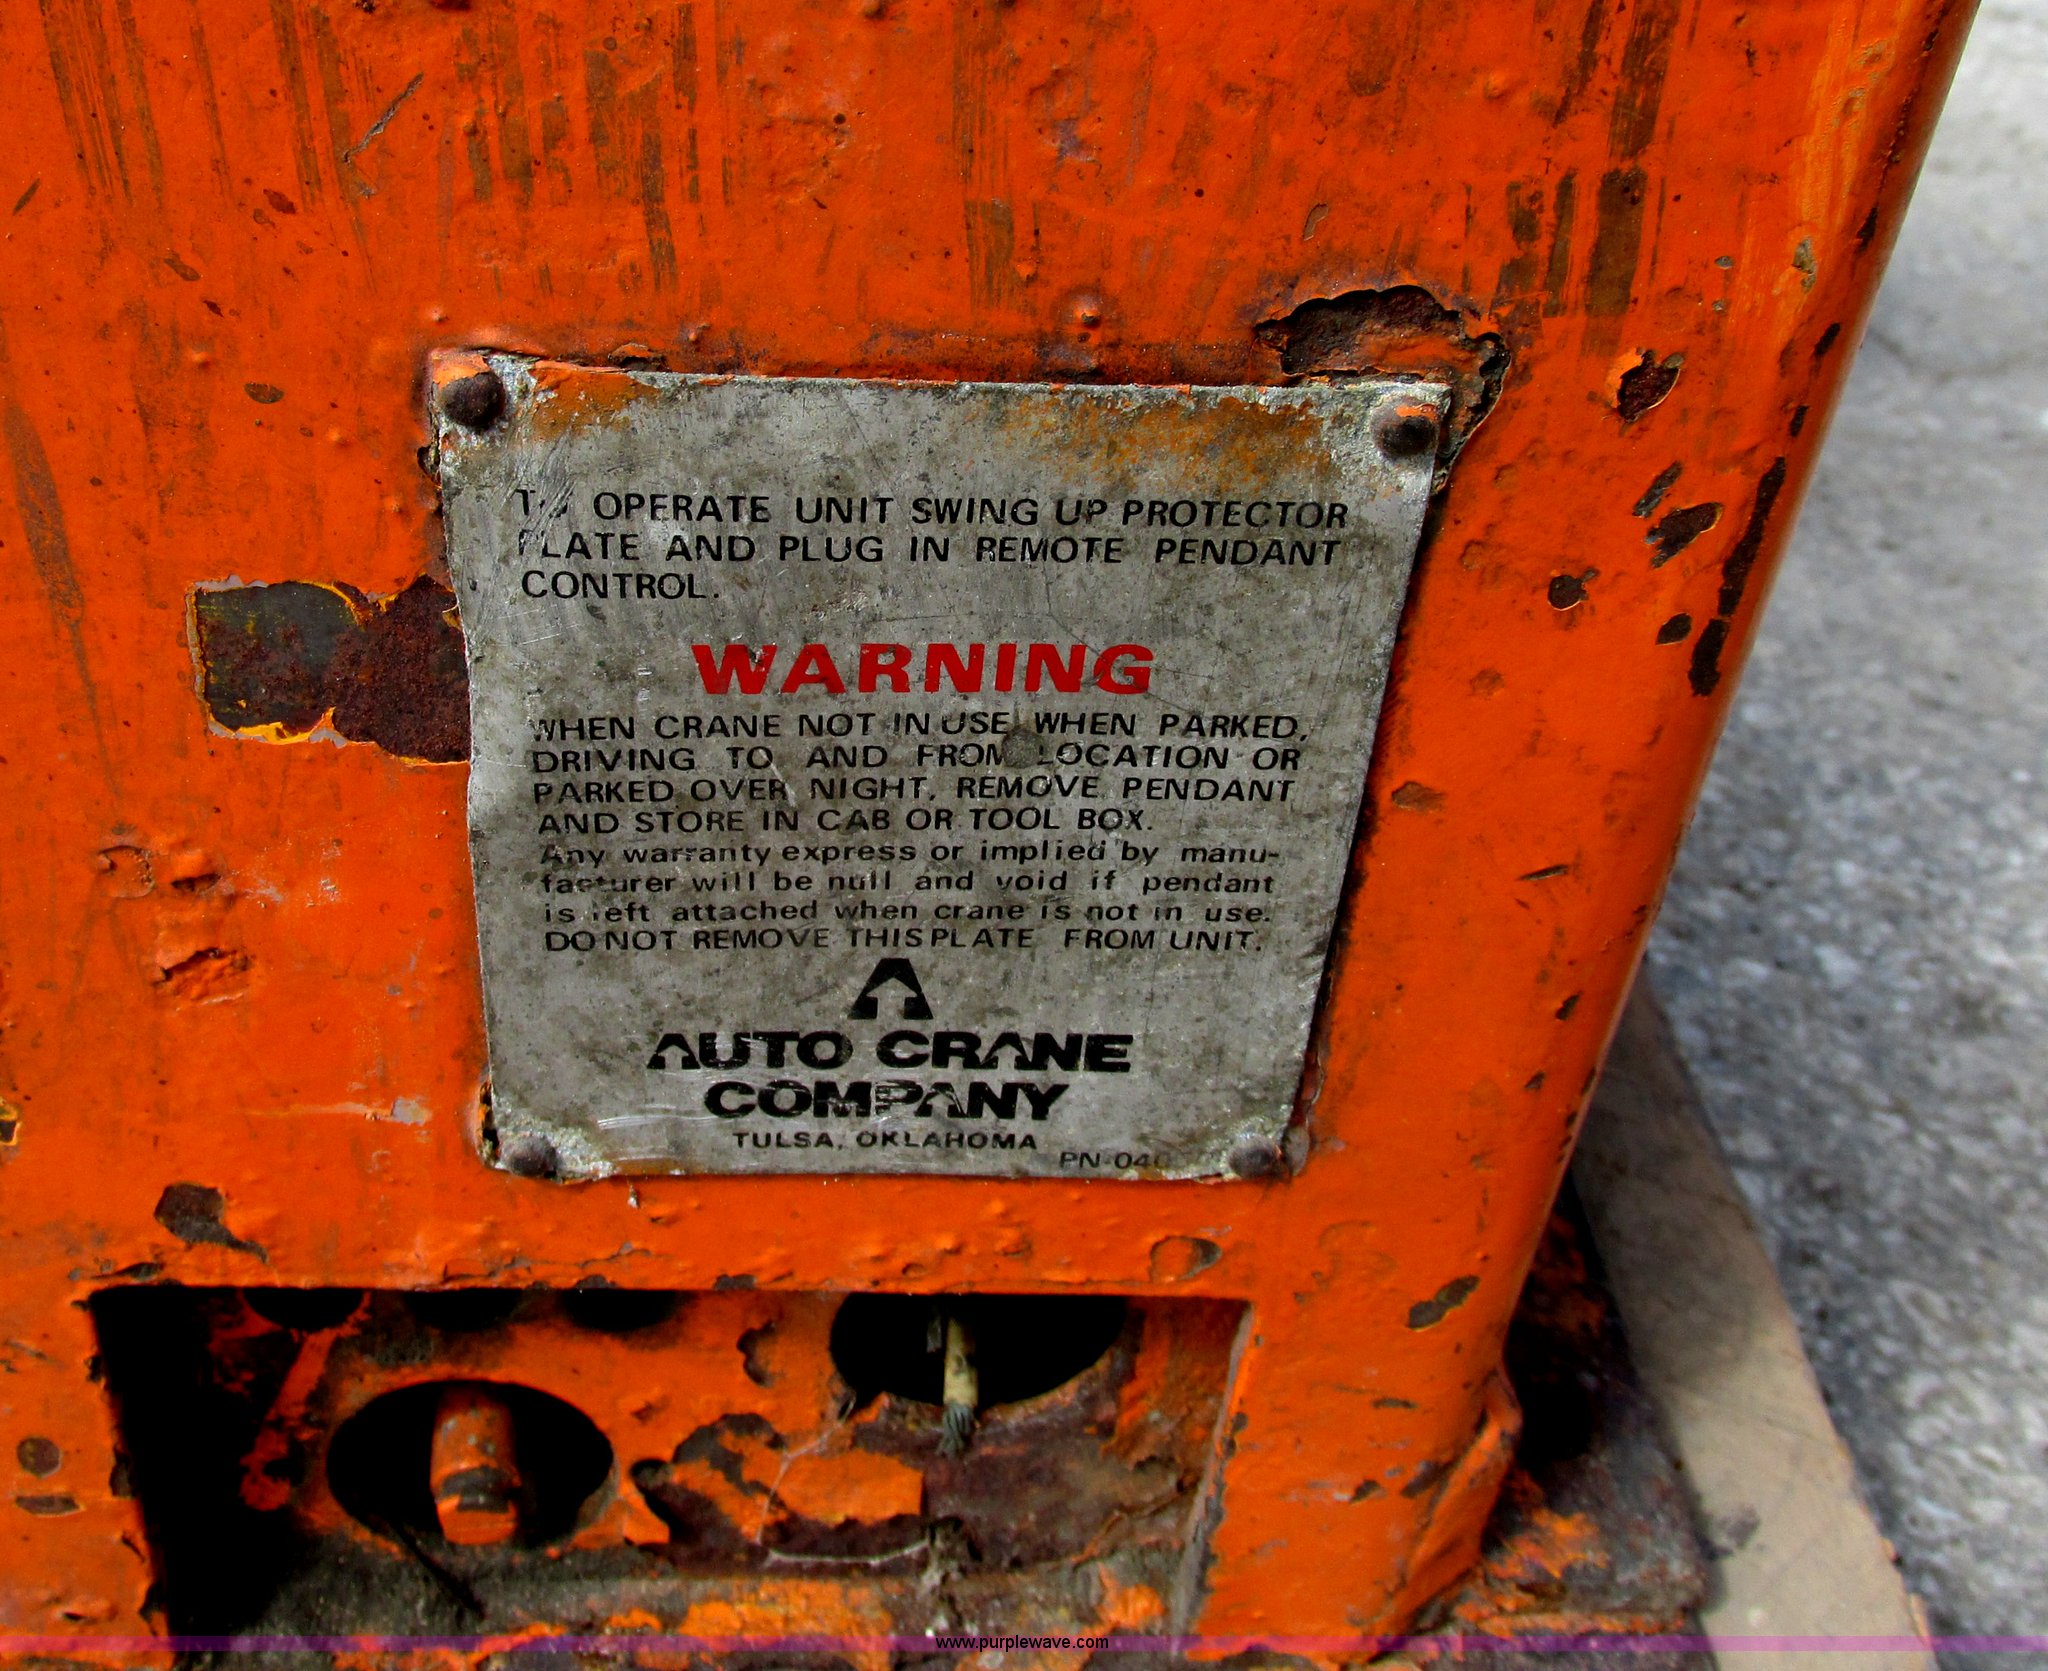 TO OPERATE UNIT SWING UP PROTECTOR
PLATE AND PLUG IN REMOTE PENDANT
CONTROL.
WARNING
WHEN CRANE NOT IN USE WHEN PARKED,
DRIVING TO AND FROM LOCATION OR
PARKED OVER NIGHT, REMOVE PENDANT
AND STORE IN CAB OR TOOL BOX.
Any warranty express or implied by manu-
facturer will be null and void if pendant
is left attached when crane is not in use.
DO NOT REMOVE THIS PLATE FROM UNIT.
AUTO CRANE
COMPANY
TULSA, OKLAHOMA
www.purplewave.com